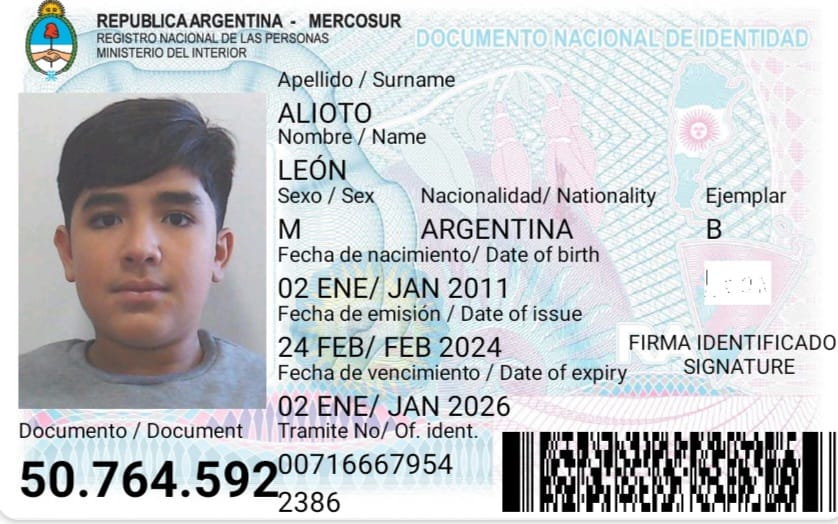 REPUBLICA ARGENTINA - MERCOSUR
REGISTRO NACIONAL DE LAS PERSONAS
MINISTERIO DEL INTERIOR
DOCUMENTO NACIONAL DE IDENTIDAD
Apellido / Surname
ALIOTO
Nombre / Name
LEÓN
Sexo / Sex Nacionalidad/ Nationality Ejemplar
M ARGENTINA B
Fecha de nacimiento/ Date of birth
02 ENE/ JAN 2011
Fecha de emisión / Date of issue
24 FEB/ FEB 2024
FIRMA IDENTIFICADO
SIGNATURE
Fecha de vencimiento / Date of expiry
02 ENE/ JAN 2026
Documento / Document
50.764.592
Tramite No/ Of. ident.
00716667954
2386